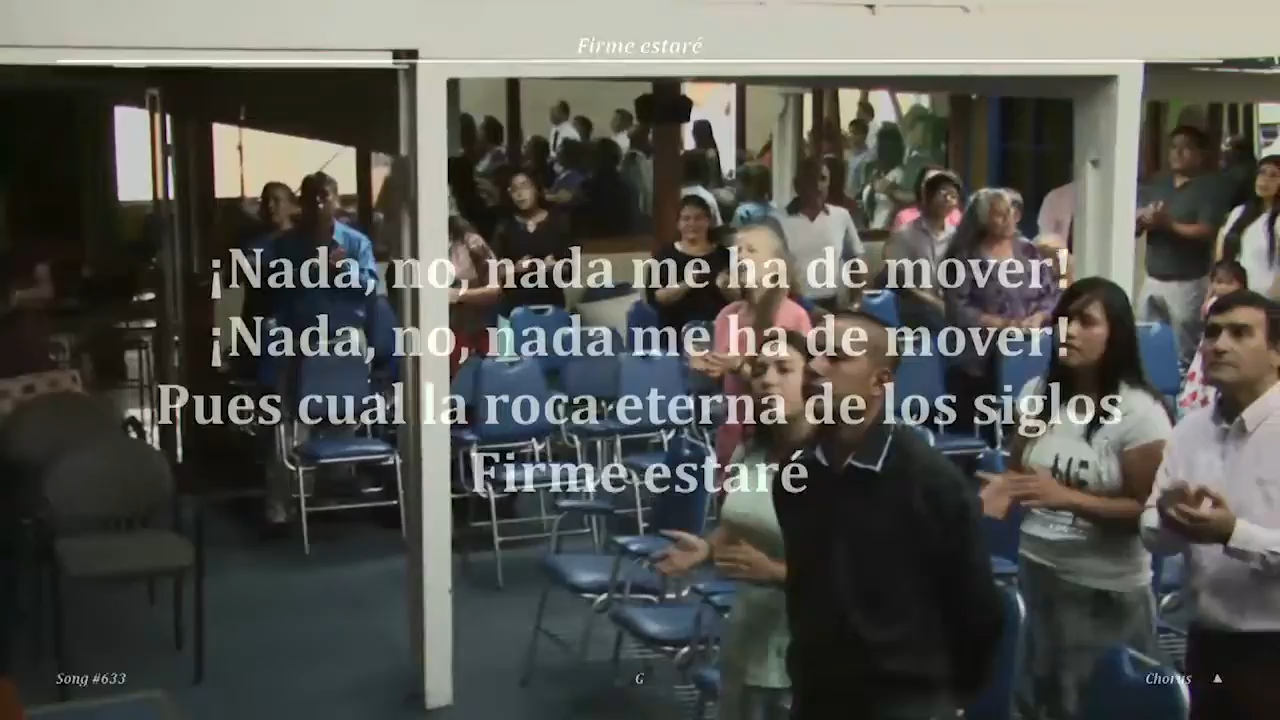 Firme estaré
¡Nada, no, nada me ha de mover!
¡Nada, no, nada me ha de mover!
Pues cual la roca eterna de los siglos
Firme estaré
Song #633
G
Chorus ▲